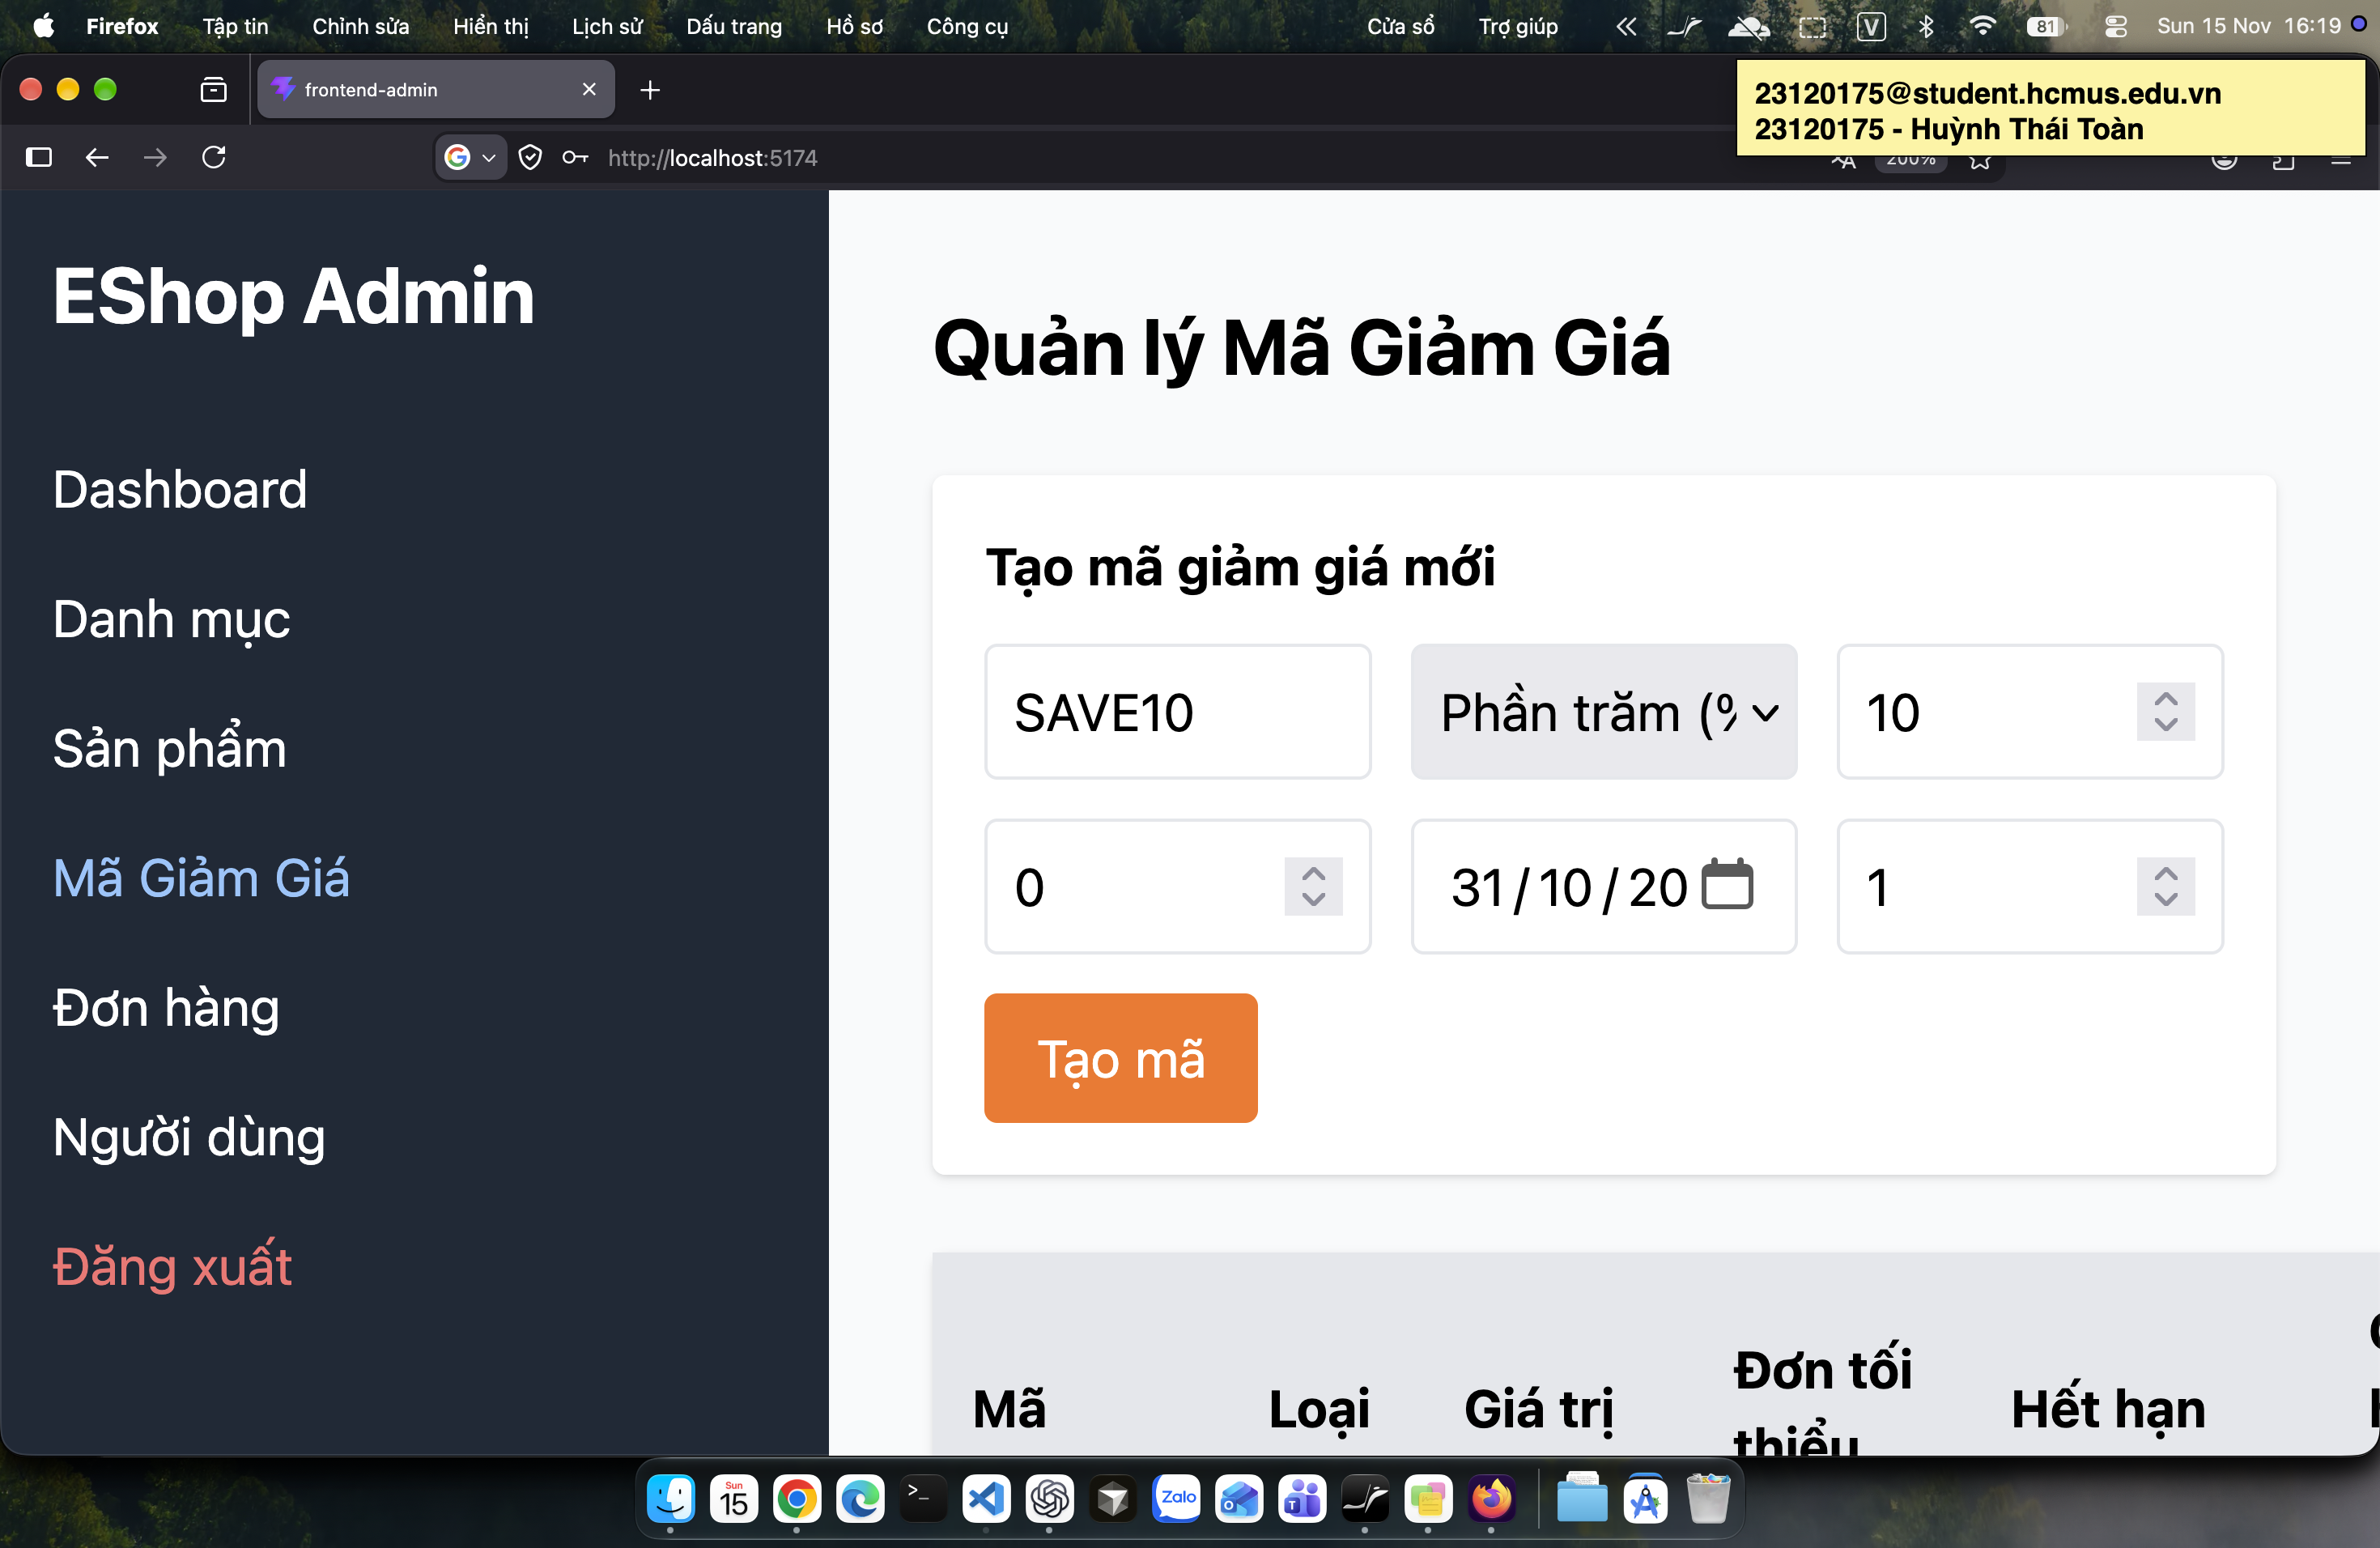 Firefox Tập tin Chỉnh sửa Hiển thị Lịch sử Dấu trang Hồ sơ Công cụ Cửa sổ Trợ giúp V 81 Sun 15 Nov 16:19
frontend-admin
23120175@student.hcmus.edu.vn
23120175 - Huỳnh Thái Toàn
http://localhost:5174
200%
EShop Admin
Dashboard
Danh mục
Sản phẩm
Mã Giảm Giá
Đơn hàng
Người dùng
Đăng xuất
Quản lý Mã Giảm Giá
Tạo mã giảm giá mới
SAVE10 Phần trăm (% 10
0 31/10/20 1
Tạo mã
Mã Loại Giá trị Đơn tối thiểu Hết hạn
Sun
15
Zalo